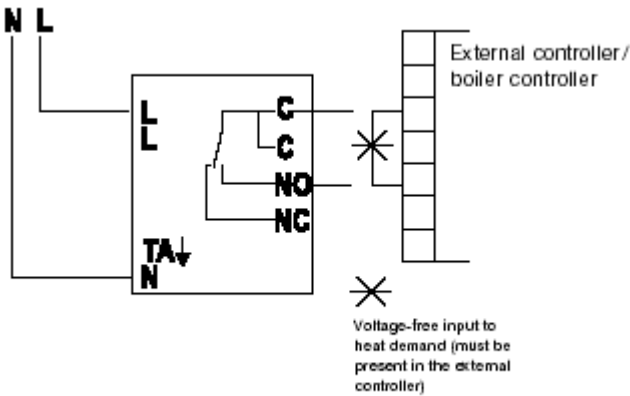 N L
External controller/
boiler controller
L
L
C
C
NO
NC
TA
N
Voltage-free input to
heat demand (must be
present in the external
controller)